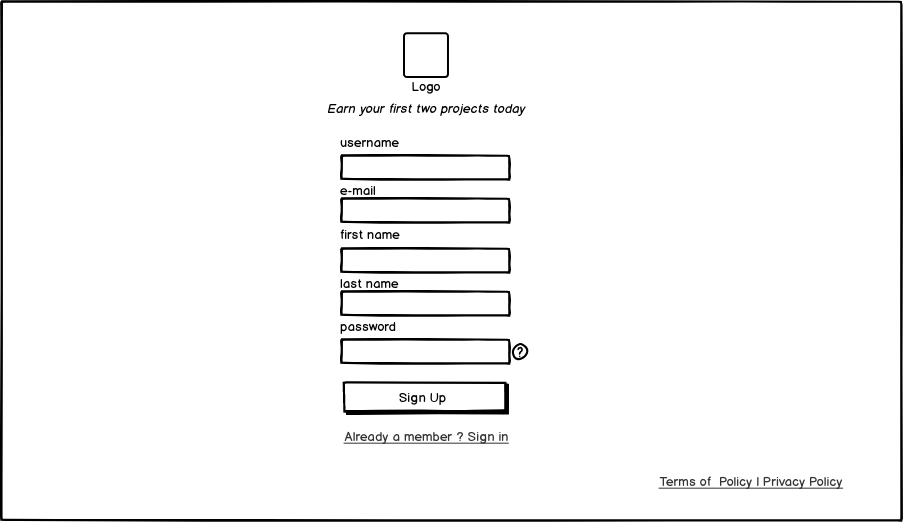 Logo
Earn your first two projects today
username
e-mail
first name
last name
password
?
Sign Up
Already a member ? Sign in
Terms of  Policy | Privacy Policy